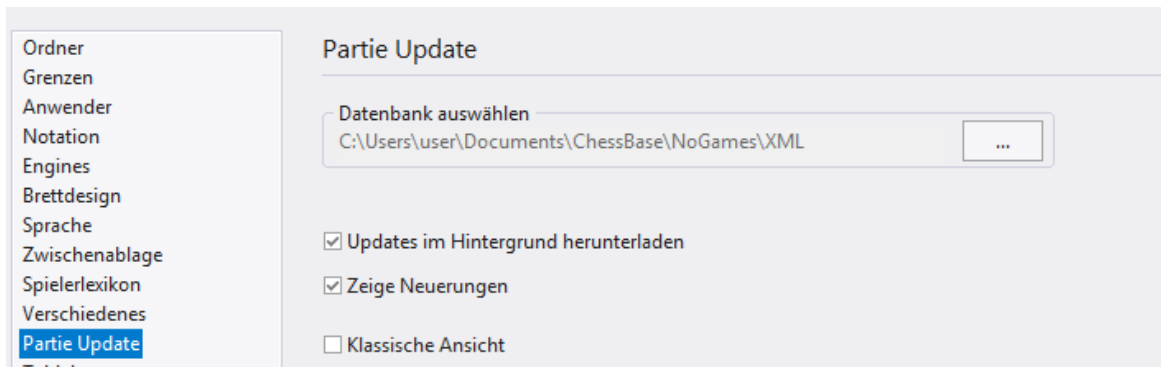 Ordner
Grenzen
Anwender
Notation
Engines
Brettdesign
Sprache
Zwischenablage
Spielerlexikon
Verschiedenes
Partie Update
Partie Update
Datenbank auswählen
C:\Users\user\Documents\ChessBase\NoGames\XML
...
Updates im Hintergrund herunterladen
Zeige Neuerungen
Klassische Ansicht